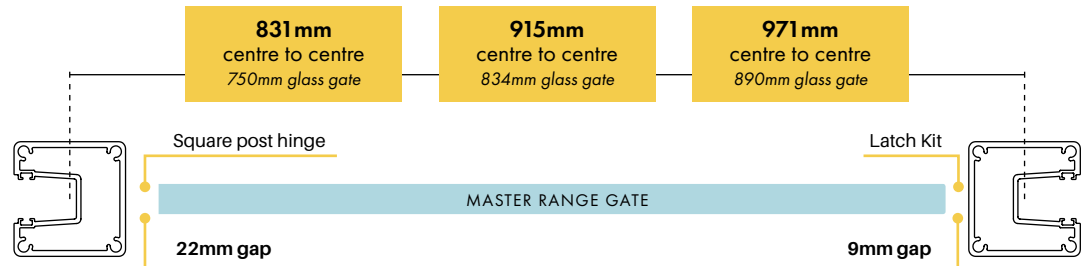 831mm
centre to centre
750mm glass gate
915mm
centre to centre
834mm glass gate
971mm
centre to centre
890mm glass gate
Square post hinge
Latch Kit
MASTER RANGE GATE
22mm gap
9mm gap